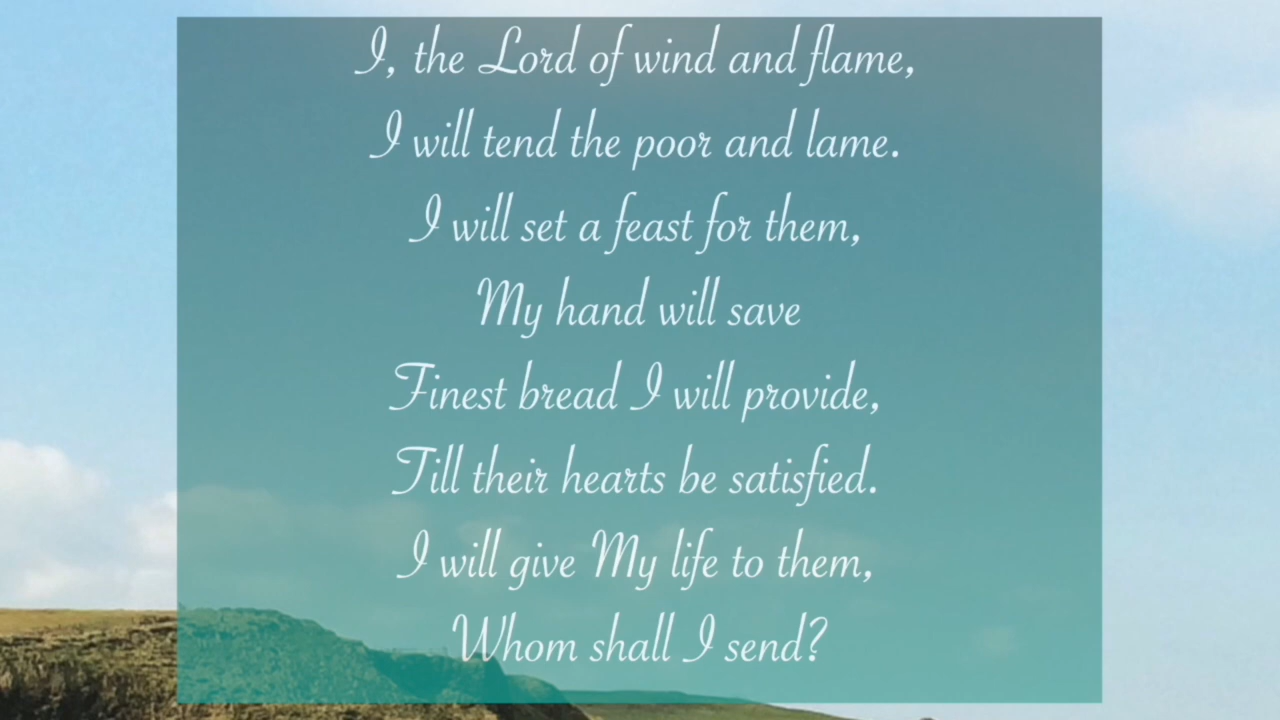 I, the Lord of wind and flame,
I will tend the poor and lame.
I will set a feast for them,
My hand will save
Finest bread I will provide,
Till their hearts be satisfied.
I will give My life to them,
Whom shall I send?